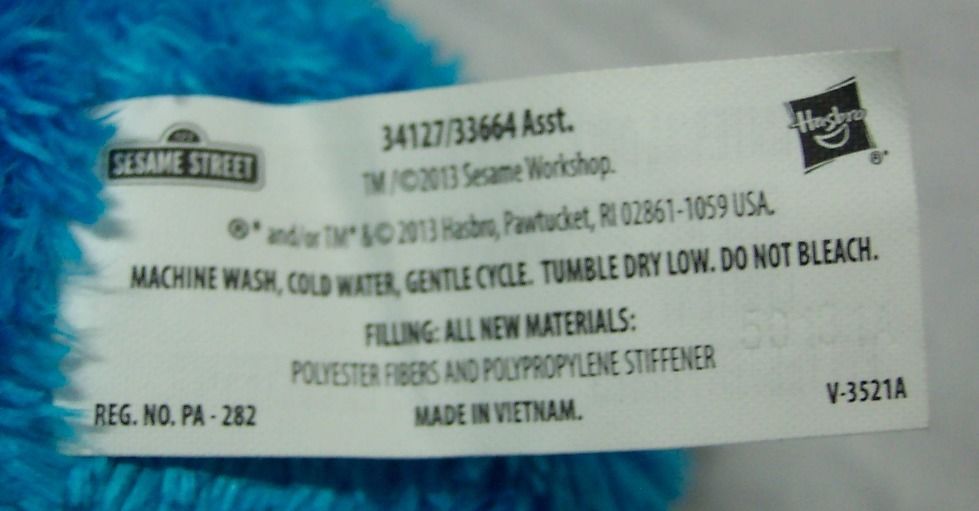 34127/33664 Asst.
Hasbro
®*
SESAME STREET
TM/©2013 Sesame Workshop.
®* and/or TM* & © 2013 Hasbro, Pawtucket, RI 02861-1059 USA.
MACHINE WASH, COLD WATER, GENTLE CYCLE. TUMBLE DRY LOW. DO NOT BLEACH.
FILLING: ALL NEW MATERIALS:
POLYESTER FIBERS AND POLYPROPYLENE STIFFENER
REG. NO. PA - 282
MADE IN VIETNAM.
V-3521A